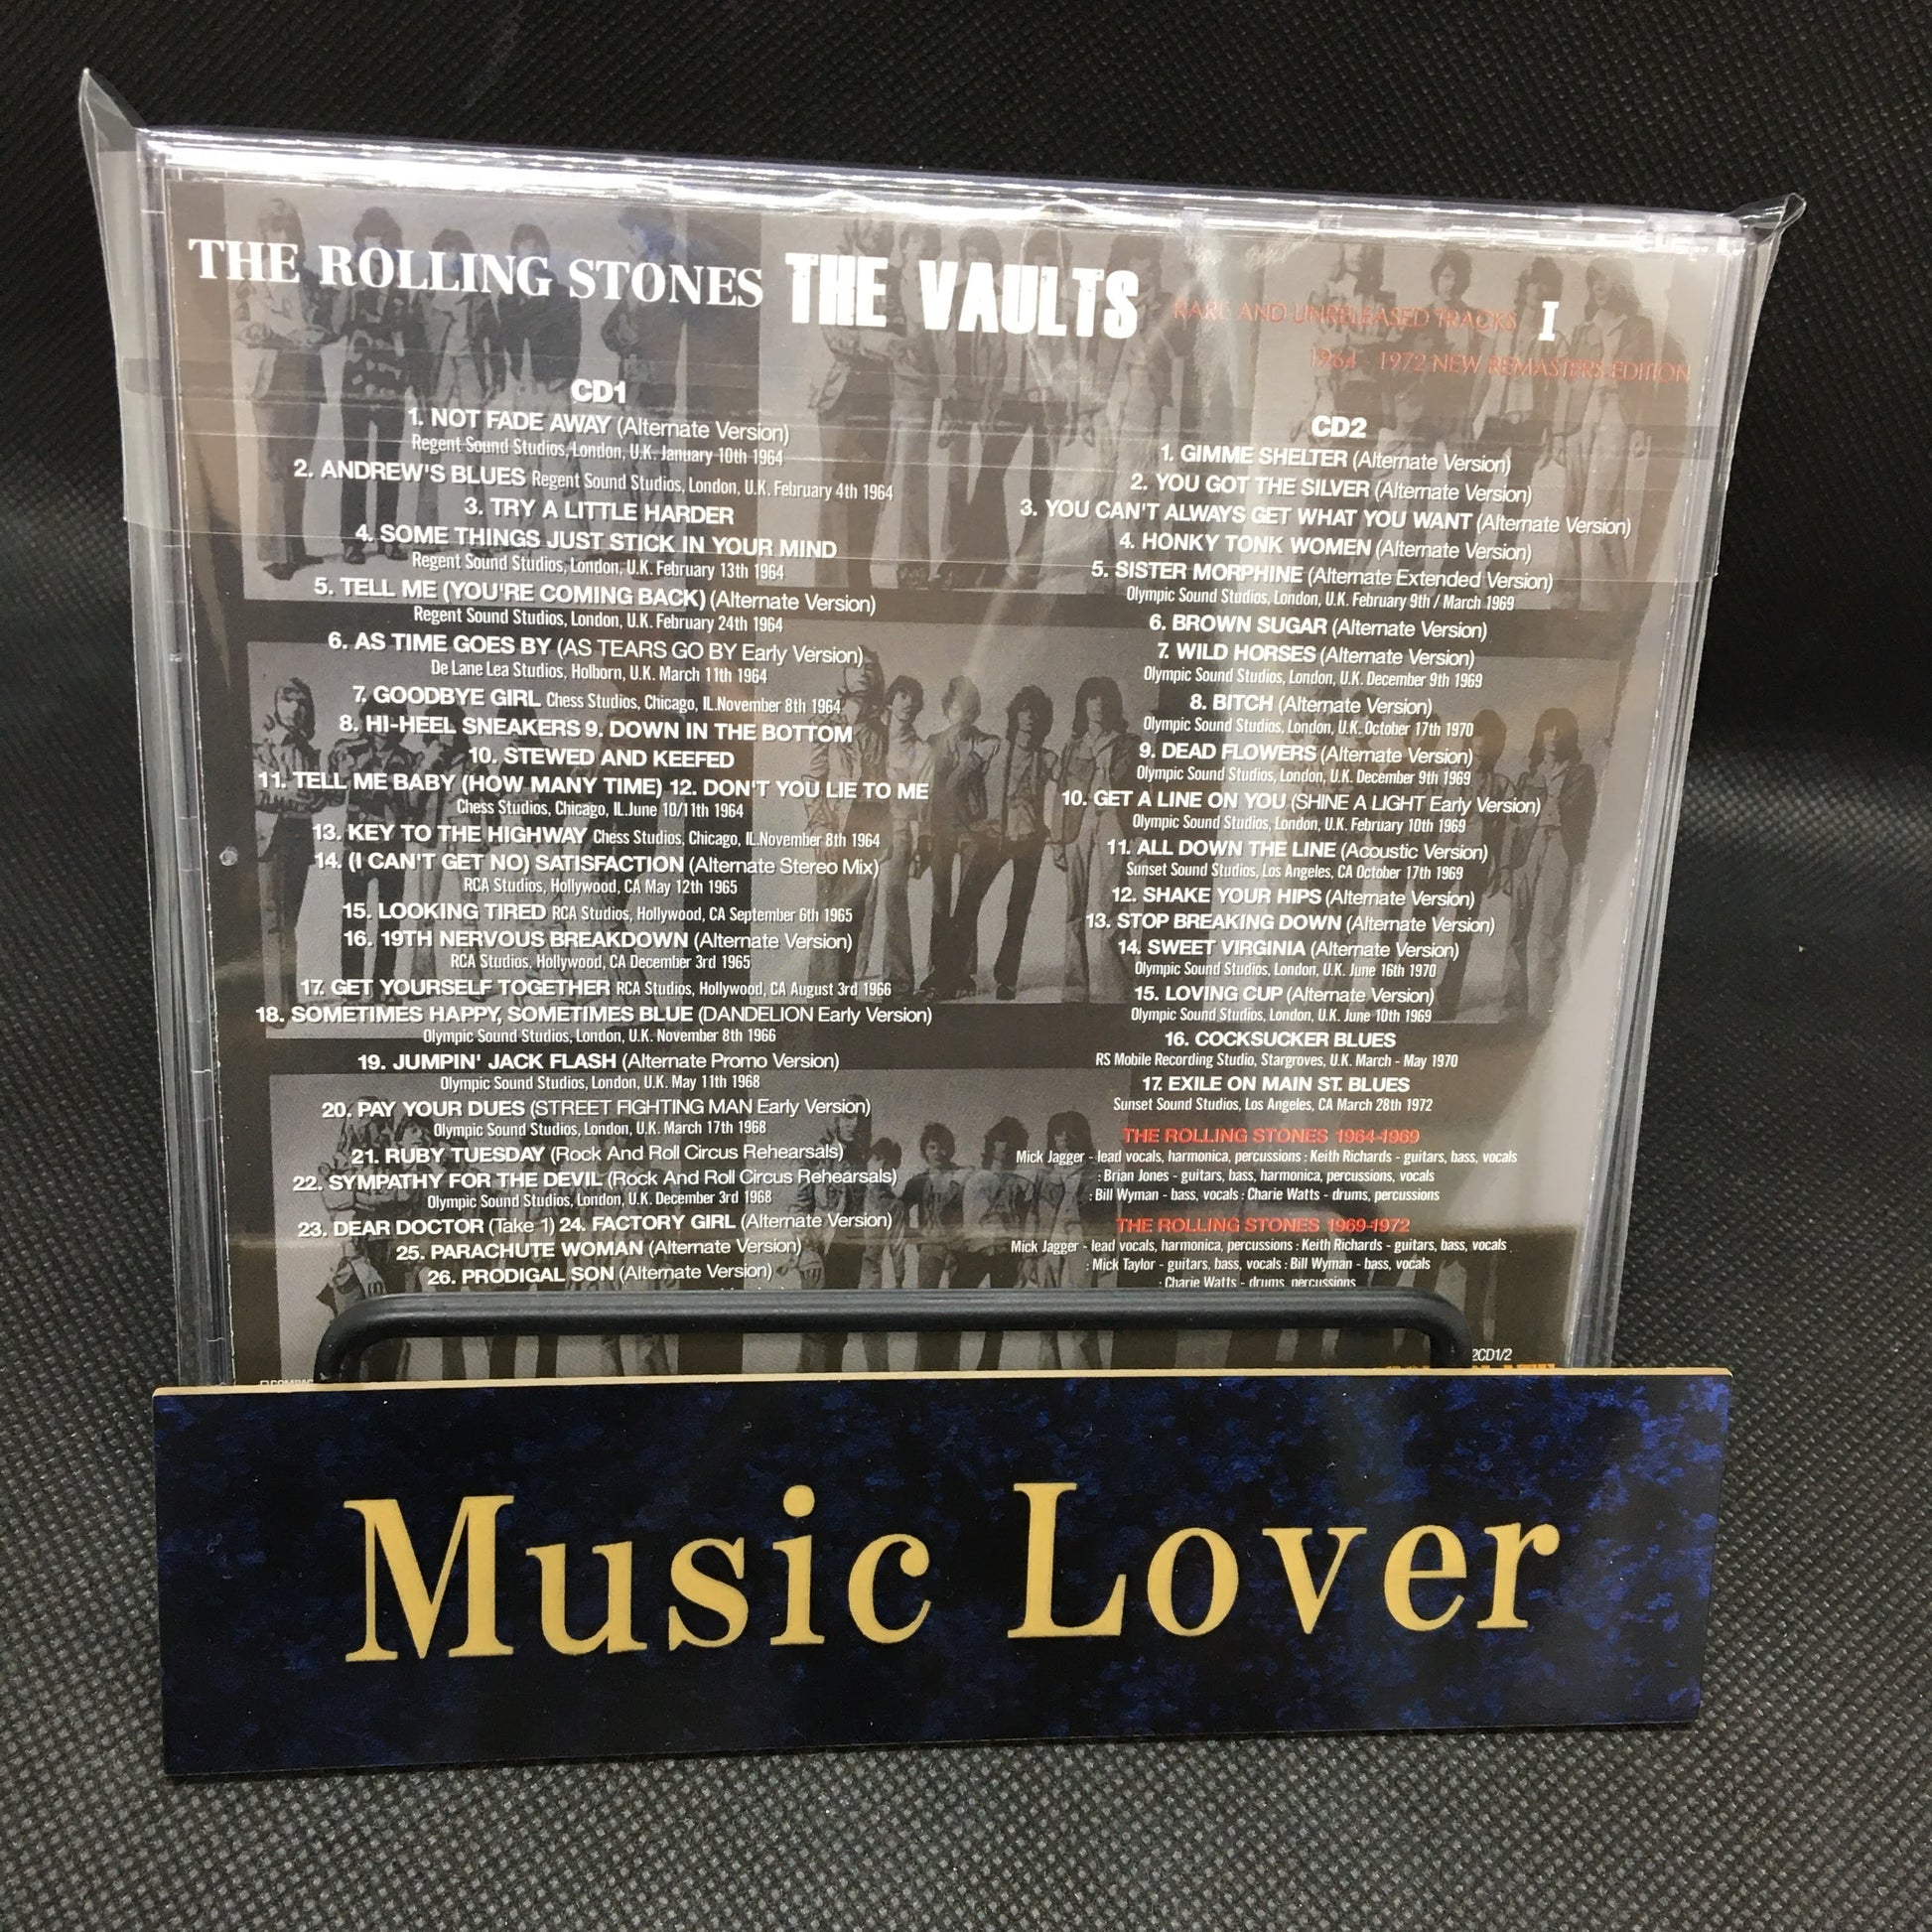 THE ROLLING STONES THE VAULTS RARE AND UNRELEASED TRACKS I
1964 - 1972 NEW REMASTERS EDITION
CD1
1. NOT FADE AWAY (Alternate Version)
Regent Sound Studios, London, U.K. January 10th 1964
2. ANDREW'S BLUES Regent Sound Studios, London, U.K. February 4th 1964
3. TRY A LITTLE HARDER
4. SOME THINGS JUST STICK IN YOUR MIND
Regent Sound Studios, London, U.K. February 13th 1964
5. TELL ME (YOU'RE COMING BACK) (Alternate Version)
Regent Sound Studios, London, U.K. February 24th 1964
6. AS TIME GOES BY (AS TEARS GO BY Early Version)
De Lane Lea Studios, Holborn, U.K. March 11th 1964
7. GOODBYE GIRL Chess Studios, Chicago, IL.November 8th 1964
8. HI-HEEL SNEAKERS 9. DOWN IN THE BOTTOM
10. STEWED AND KEEFED
11. TELL ME BABY (HOW MANY TIME) 12. DON'T YOU LIE TO ME
Chess Studios, Chicago, IL.June 10/11th 1964
13. KEY TO THE HIGHWAY Chess Studios, Chicago, IL.November 8th 1964
14. (I CAN'T GET NO) SATISFACTION (Alternate Stereo Mix)
RCA Studios, Hollywood, CA May 12th 1965
15. LOOKING TIRED RCA Studios, Hollywood, CA September 6th 1965
16. 19TH NERVOUS BREAKDOWN (Alternate Version)
RCA Studios, Hollywood, CA December 3rd 1965
17. GET YOURSELF TOGETHER RCA Studios, Hollywood, CA August 3rd 1966
18. SOMETIMES HAPPY, SOMETIMES BLUE (DANDELION Early Version)
Olympic Sound Studios, London, U.K. November 8th 1966
19. JUMPIN' JACK FLASH (Alternate Promo Version)
Olympic Sound Studios, London, U.K. May 11th 1968
20. PAY YOUR DUES (STREET FIGHTING MAN Early Version)
Olympic Sound Studios, London, U.K. March 17th 1968
21. RUBY TUESDAY (Rock And Roll Circus Rehearsals)
22. SYMPATHY FOR THE DEVIL (Rock And Roll Circus Rehearsals)
Olympic Sound Studios, London, U.K. December 3rd 1968
23. DEAR DOCTOR (Take 1) 24. FACTORY GIRL (Alternate Version)
25. PARACHUTE WOMAN (Alternate Version)
26. PRODIGAL SON (Alternate Version)
CD2
1. GIMME SHELTER (Alternate Version)
2. YOU GOT THE SILVER (Alternate Version)
3. YOU CAN'T ALWAYS GET WHAT YOU WANT (Alternate Version)
4. HONKY TONK WOMEN (Alternate Version)
5. SISTER MORPHINE (Alternate Extended Version)
Olympic Sound Studios, London, U.K. February 9th / March 1969
6. BROWN SUGAR (Alternate Version)
7. WILD HORSES (Alternate Version)
Olympic Sound Studios, London, U.K. December 9th 1969
8. BITCH (Alternate Version)
Olympic Sound Studios, London, U.K. October 17th 1970
9. DEAD FLOWERS (Alternate Version)
Olympic Sound Studios, London, U.K. December 9th 1969
10. GET A LINE ON YOU (SHINE A LIGHT Early Version)
Olympic Sound Studios, London, U.K. February 10th 1969
11. ALL DOWN THE LINE (Acoustic Version)
Sunset Sound Studios, Los Angeles, CA October 17th 1969
12. SHAKE YOUR HIPS (Alternate Version)
13. STOP BREAKING DOWN (Alternate Version)
14. SWEET VIRGINIA (Alternate Version)
Olympic Sound Studios, London, U.K. June 16th 1970
15. LOVING CUP (Alternate Version)
Olympic Sound Studios, London, U.K. June 10th 1969
16. COCKSUCKER BLUES
RS Mobile Recording Studio, Stargroves, U.K. March - May 1970
17. EXILE ON MAIN ST. BLUES
Sunset Sound Studios, Los Angeles, CA March 28th 1972
THE ROLLING STONES 1964-1969
Mick Jagger - lead vocals, harmonica, percussions : Keith Richards - guitars, bass, vocals
: Brian Jones - guitars, bass, harmonica, percussions, vocals
: Bill Wyman - bass, vocals : Charie Watts - drums, percussions
THE ROLLING STONES 1969-1972
Mick Jagger - lead vocals, harmonica, percussions : Keith Richards - guitars, bass, vocals
: Mick Taylor - guitars, bass, vocals : Bill Wyman - bass, vocals
: Charie Watts - drums, percussions
2CD1/2
Music Lover